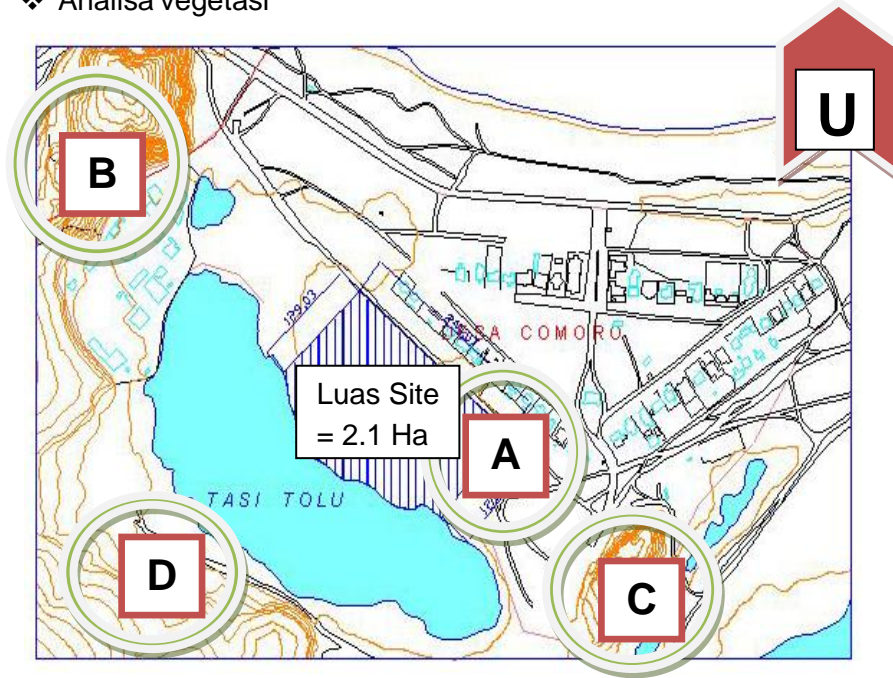 ❖ Analisa vegetasi
U
B
129.03
DESA COMORO
Luas Site
= 2.1 Ha
A
TASI TOLU
D
C